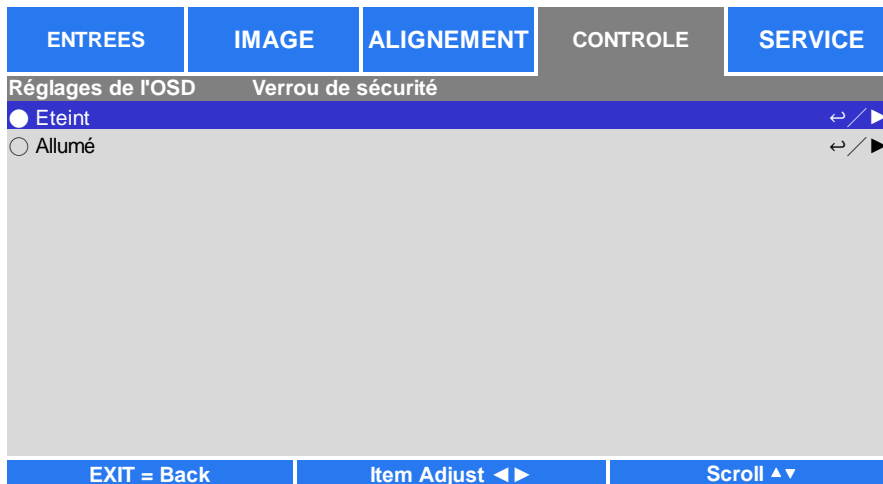 ENTREES IMAGE ALIGNEMENT CONTROLE SERVICE
Réglages de l'OSD Verrou de sécurité
Eteint ↩/▶
Allumé ↩/▶
EXIT = Back Item Adjust ◀▶ Scroll ▲▼